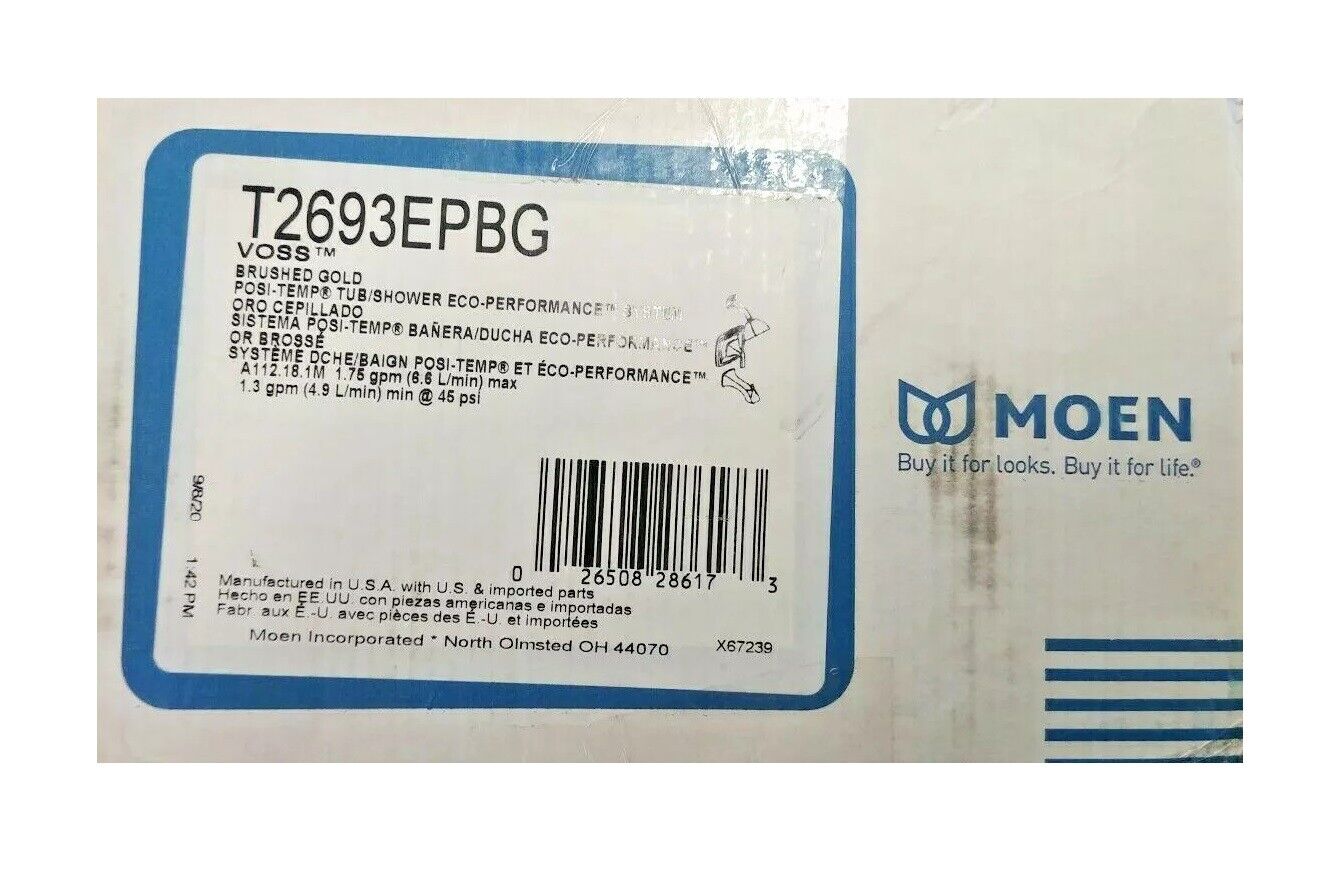 T2693EPBG
VOSS™
BRUSHED GOLD
POSI-TEMP® TUB/SHOWER ECO-PERFORMANCE™
ORO CEPILLADO
SISTEMA POSI-TEMP® BAÑERA/DUCHA ECO-PERFORMANCE™
OR BROSSÉ
SYSTÈME DCHE/BAIGN POSI-TEMP® ET ÉCO-PERFORMANCE™
A112.18.1M 1.75 gpm (6.6 L/min) max
1.3 gpm (4.9 L/min) min @ 45 psi
9/8/20 1:42 PM
0 26508 28617 3
Manufactured in U.S.A. with U.S. & imported parts
Hecho en EE.UU. con piezas americanas e importadas
Fabr. aux É.-U. avec pièces des É.-U. et importées
Moen Incorporated * North Olmsted OH 44070 X67239
MOEN
Buy it for looks. Buy it for life.®